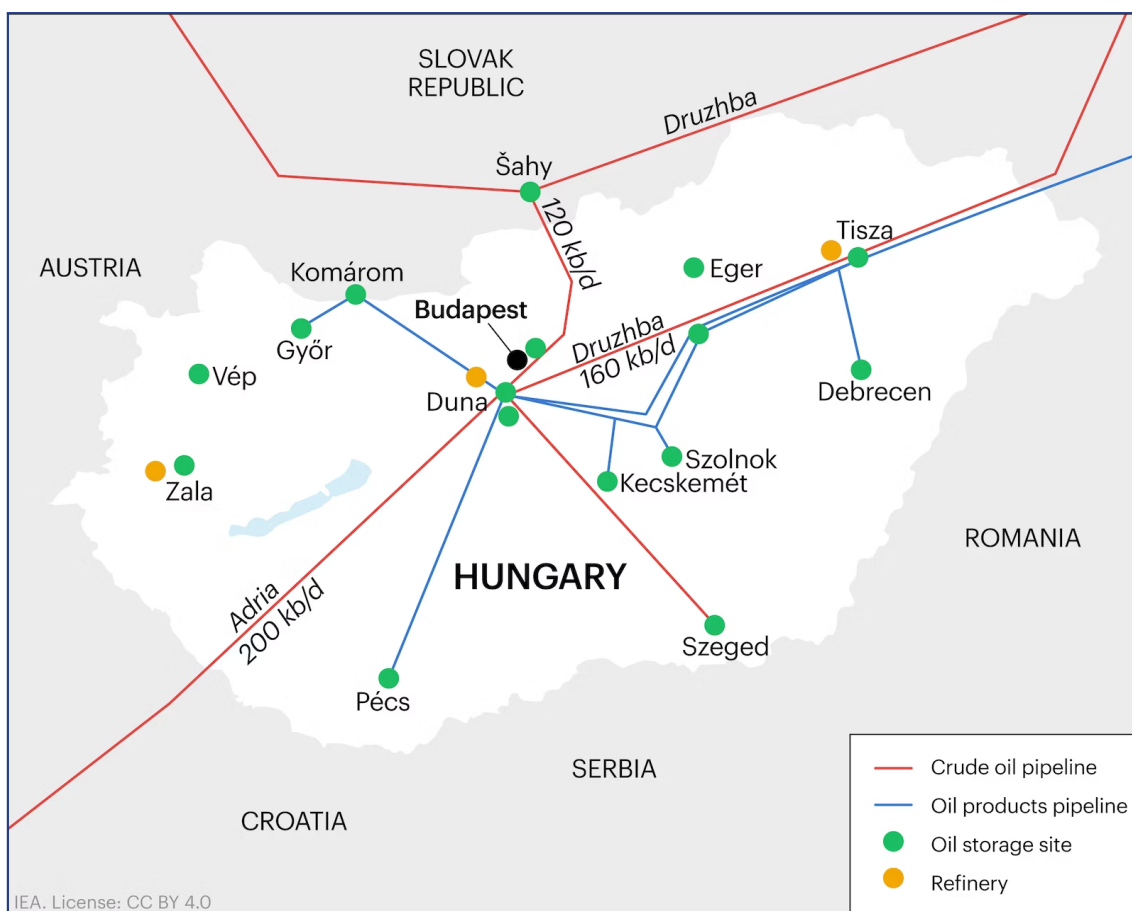 SLOVAK
REPUBLIC
Druzhba
Šahy
120 kb/d
AUSTRIA
Komárom
Tisza
Eger
Budapest
Győr
Druzhba
160 kb/d
Vép
Duna
Debrecen
Szolnok
Kecskemét
Zala
ROMANIA
HUNGARY
Adria
200 kb/d
Szeged
Pécs
SERBIA
CROATIA
Crude oil pipeline
Oil products pipeline
Oil storage site
Refinery
IEA. License: CC BY 4.0